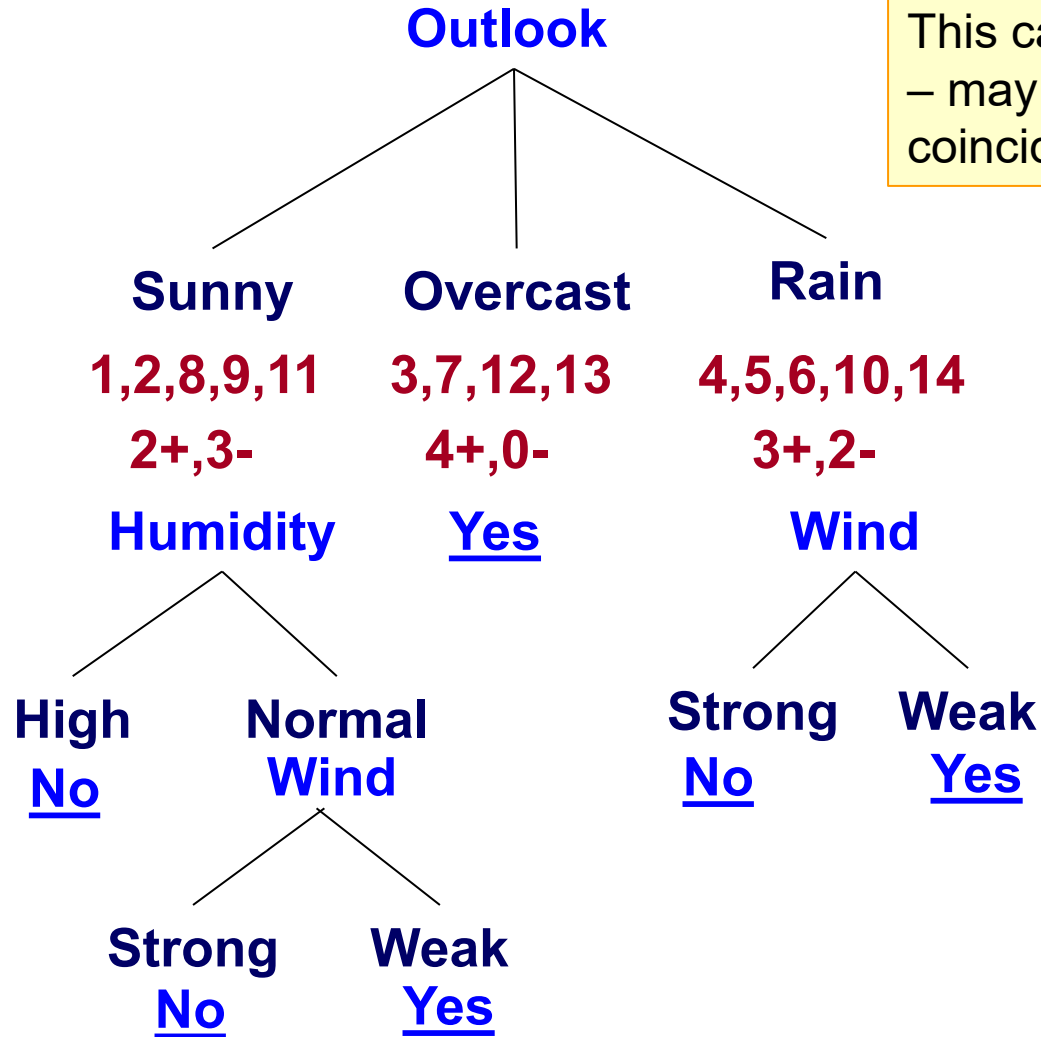 Outlook
This
– may
Sunny Overcast Rain
1,2,8,9,11 3,7,12,13 4,5,6,10,14
2+,3- 4+,0- 3+,2-
Humidity Yes Wind
High Normal Strong Weak
No Wind No Yes
Strong Weak
No Yes